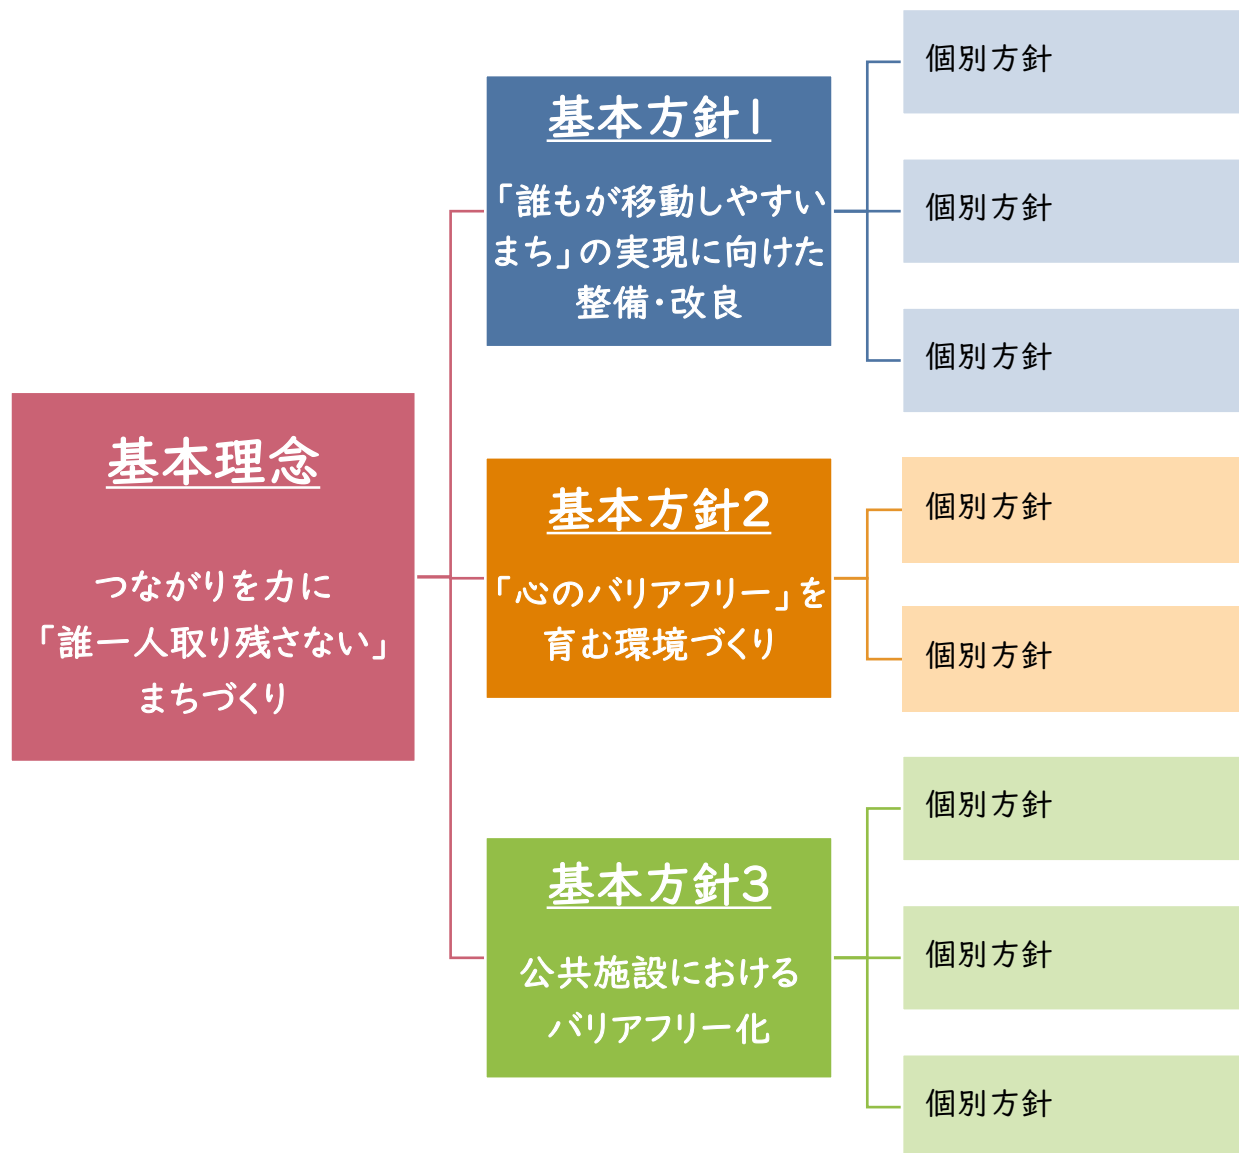 基本理念
つながりを力に
「誰一人取り残さない」
まちづくり
基本方針1
「誰もが移動しやすい
まち」の実現に向けた
整備・改良
個別方針
個別方針
個別方針
基本方針2
「心のバリアフリー」を
育む環境づくり
個別方針
個別方針
基本方針3
公共施設における
バリアフリー化
個別方針
個別方針
個別方針